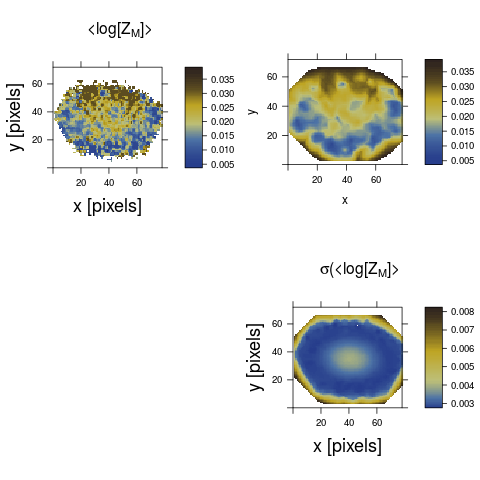 <log[Z_M]>
60
40
20
20 40 60
y [pixels]
x [pixels]
0.035
0.030
0.025
0.020
0.015
0.010
0.005
60
40
20
20 40 60
y
x
0.035
0.030
0.025
0.020
0.015
0.010
0.005
σ(<log[Z_M]>
60
40
20
20 40 60
y [pixels]
x [pixels]
0.008
0.007
0.006
0.005
0.004
0.003